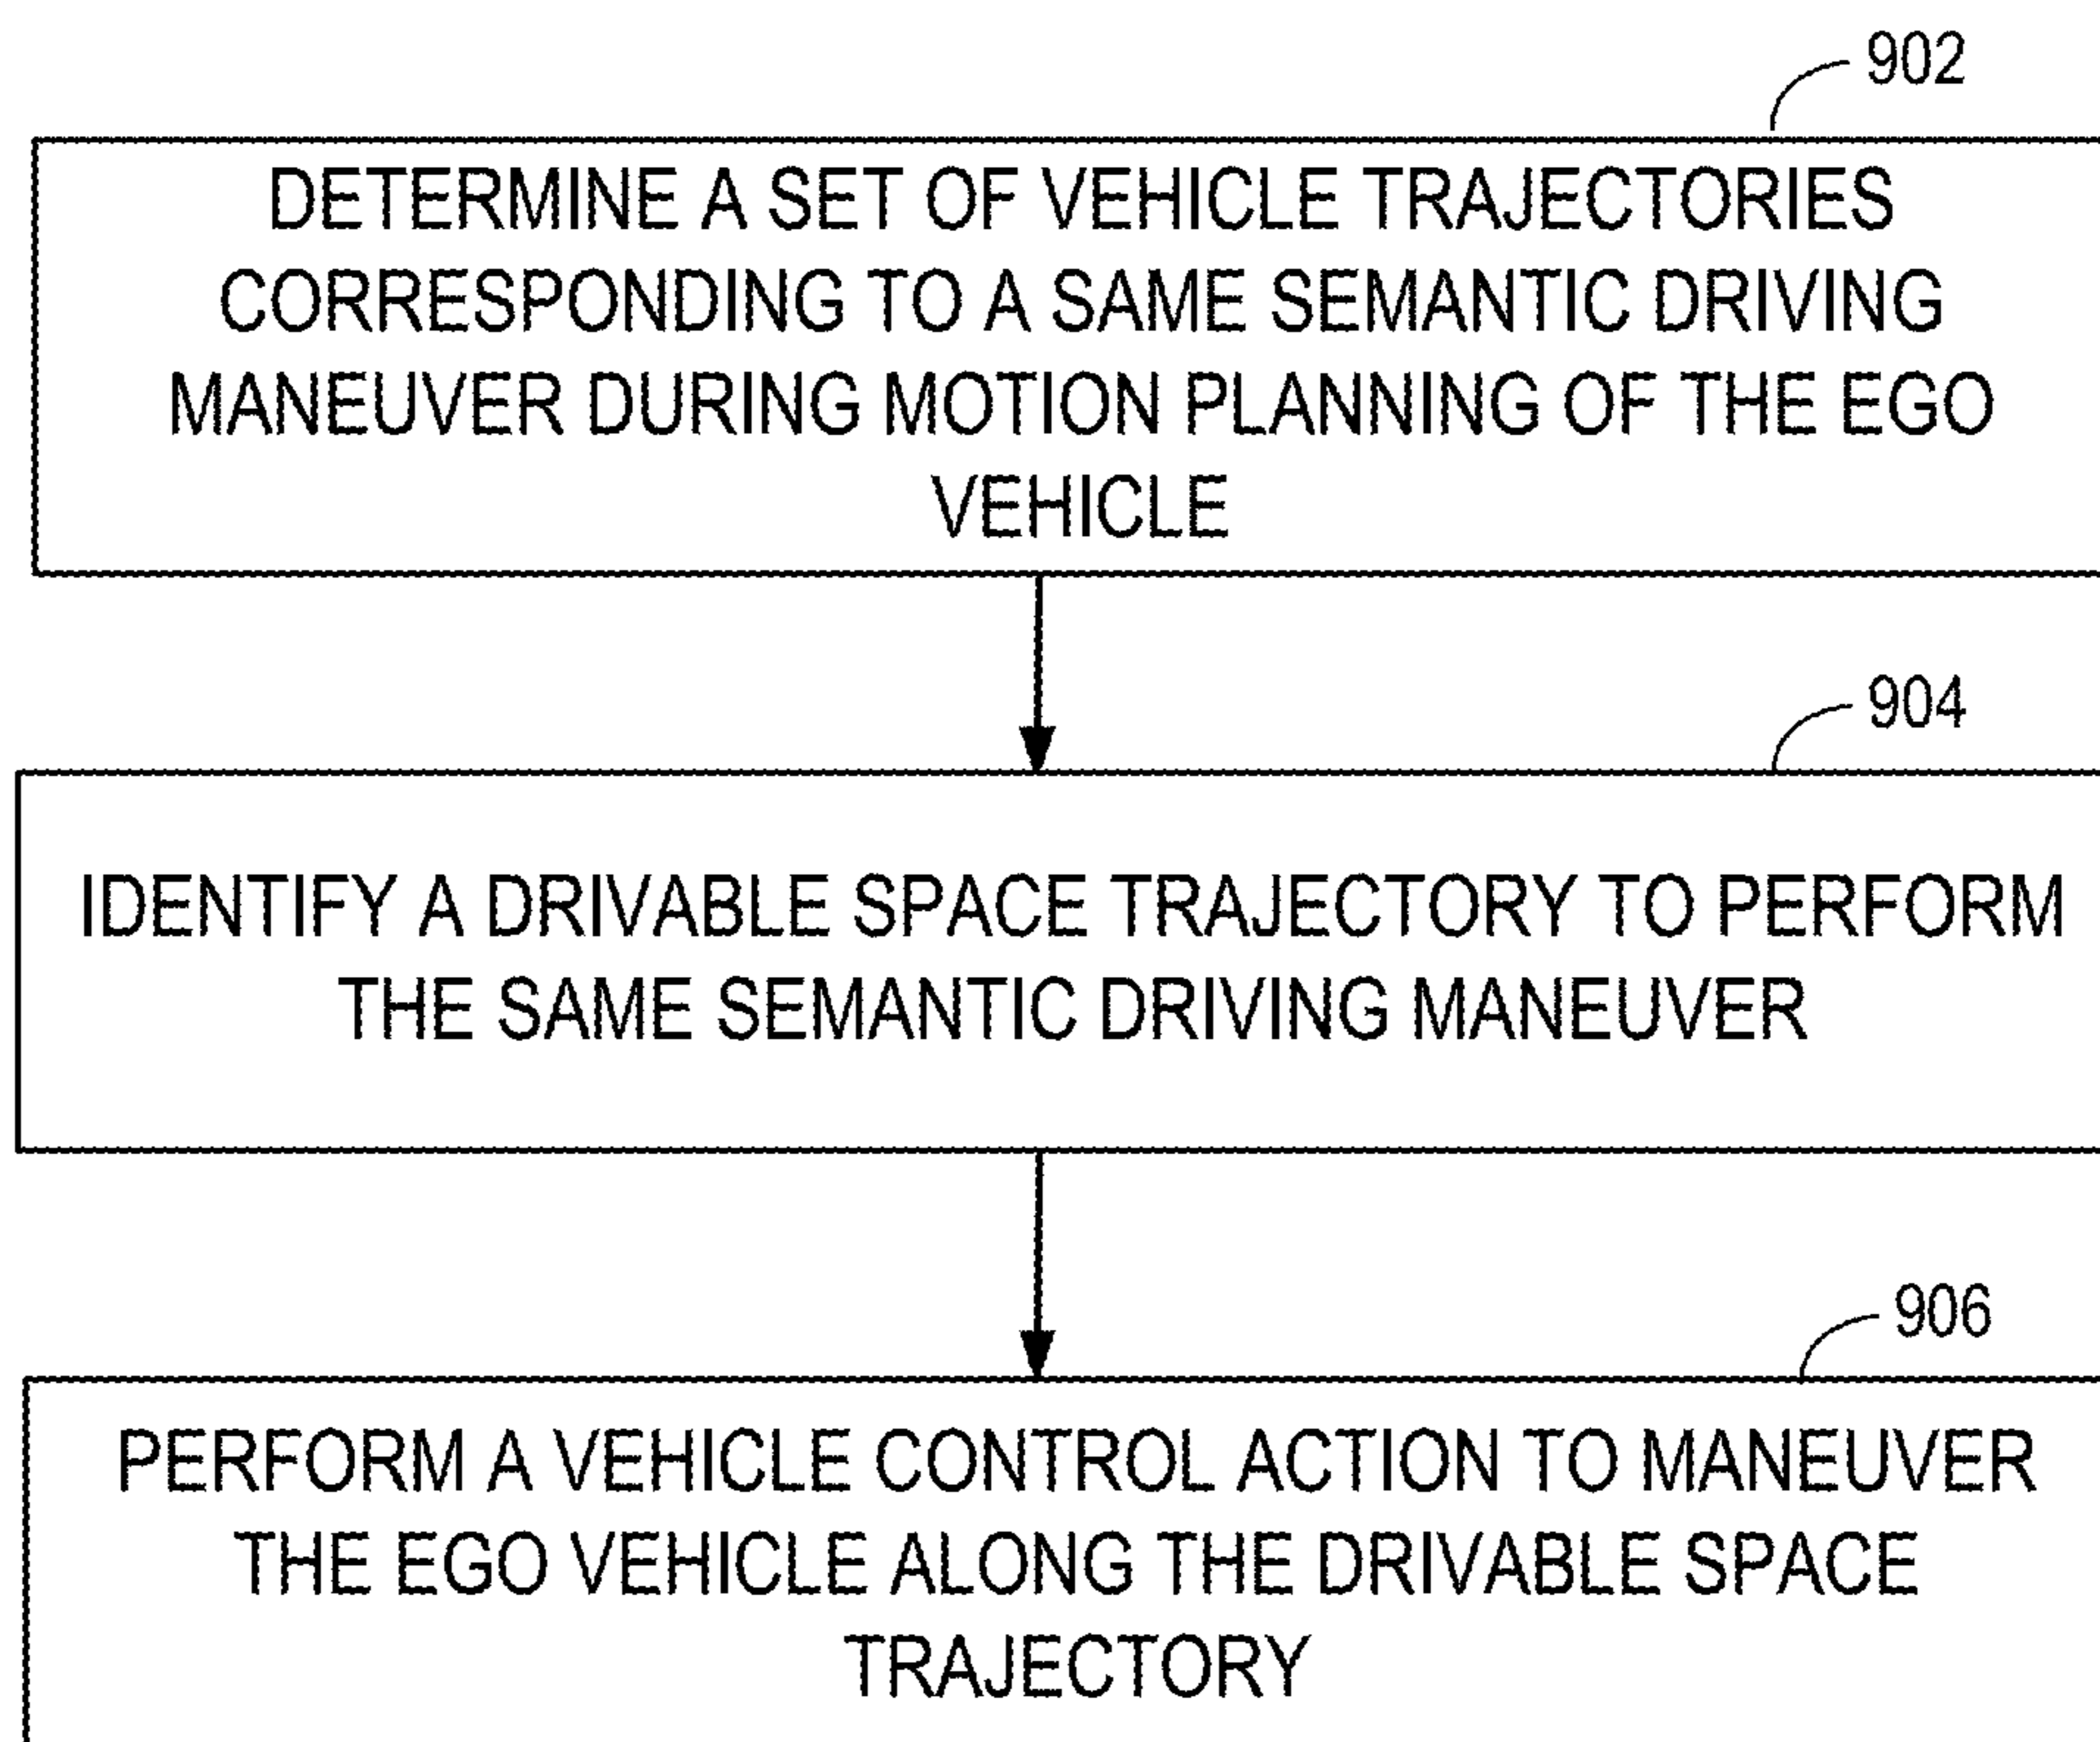 902
DETERMINE A SET OF VEHICLE TRAJECTORIES
CORRESPONDING TO A SAME SEMANTIC DRIVING
MANEUVER DURING MOTION PLANNING OF THE EGO
VEHICLE
904
IDENTIFY A DRIVABLE SPACE TRAJECTORY TO PERFORM
THE SAME SEMANTIC DRIVING MANEUVER
906
PERFORM A VEHICLE CONTROL ACTION TO MANEUVER
THE EGO VEHICLE ALONG THE DRIVABLE SPACE
TRAJECTORY